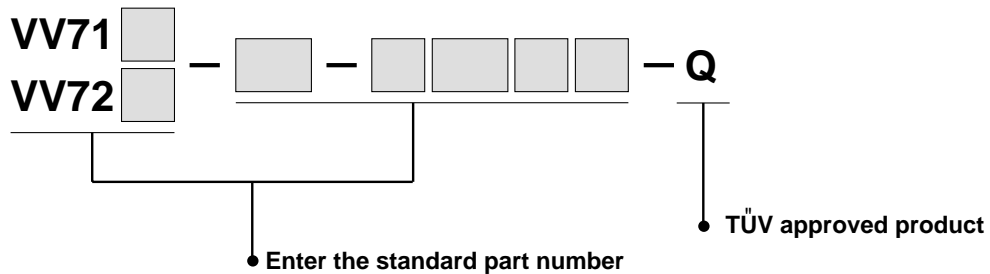 VV71
VV72
— — — Q
TÜV approved product
Enter the standard part number